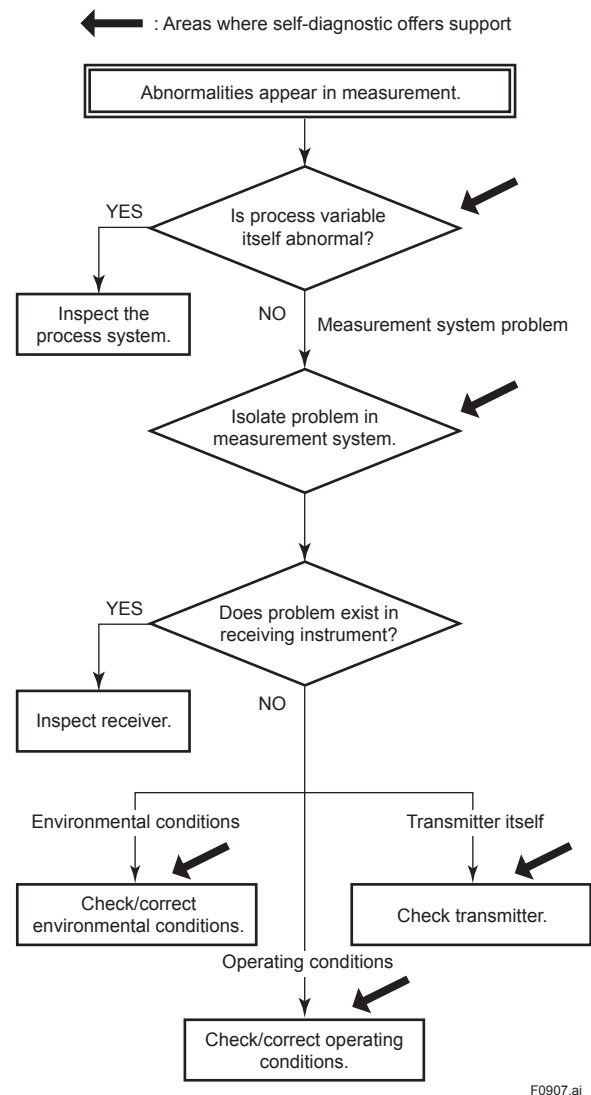 : Areas where self-diagnostic offers support
Abnormalities appear in measurement.
Is process variable
itself abnormal?
YES
Inspect the
process system.
NO
Measurement system problem
Isolate problem in
measurement system.
Does problem exist in
receiving instrument?
YES
Inspect receiver.
NO
Environmental conditions
Transmitter itself
Check/correct
environmental conditions.
Check transmitter.
Operating conditions
Check/correct operating
conditions.
F0907.ai